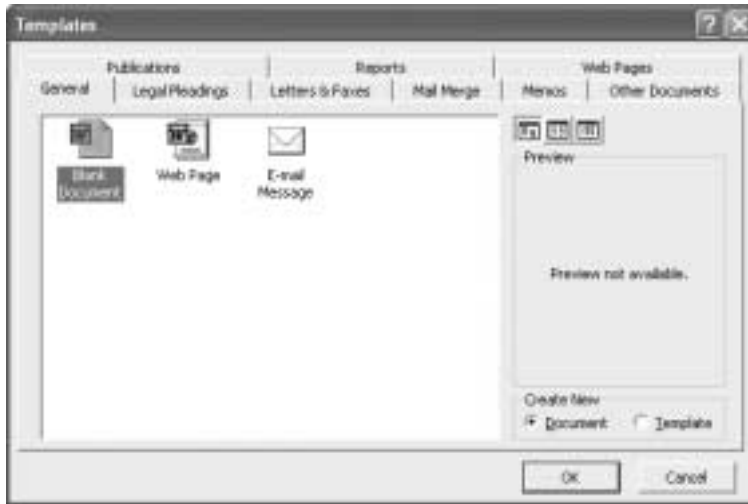 Templates
Publications Reports Web Pages
General Legal Pleadings Letters & Faxes Mail Merge Memos Other Documents
Blank Document
Web Page
E-mail Message
Preview
Preview not available.
Create New
Document Template
OK Cancel